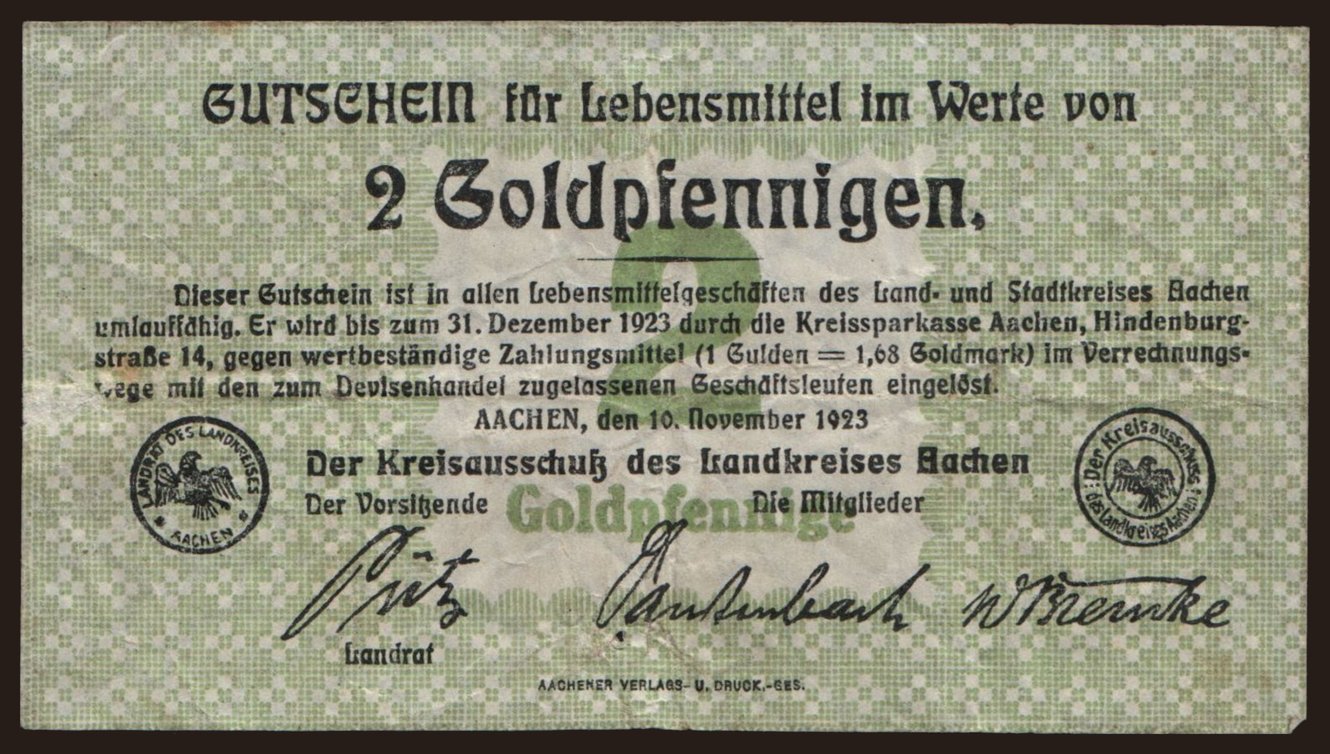 GUTSCHEIN für Lebensmittel im Werte von
2 Goldpfennigen,
2
Dieser Gutschein ist in allen Lebensmittelgeschäften des Land- und Stadtkreises Aachen
umlauffähig. Er wird bis zum 31. Dezember 1923 durch die Kreissparkasse Aachen, Hindenburg-
straße 14, gegen wertbeständige Zahlungsmittel (1 Gulden = 1,68 Goldmark) im Verrechnungs-
wege mit den zum Devisenhandel zugelassenen Geschäftsleuten eingelöst.
AACHEN, den 10. November 1923
Der Kreisausschuß des Landkreises Aachen
Der Vorsitzende
Die Mitglieder
Goldpfennige
LANDRAT DES LANDKREISES
AACHEN
Der Kreisausschuss
des Landkreises Aachen
Pütz
Landrat
AACHENER VERLAGS- U. DRUCK.-GES.